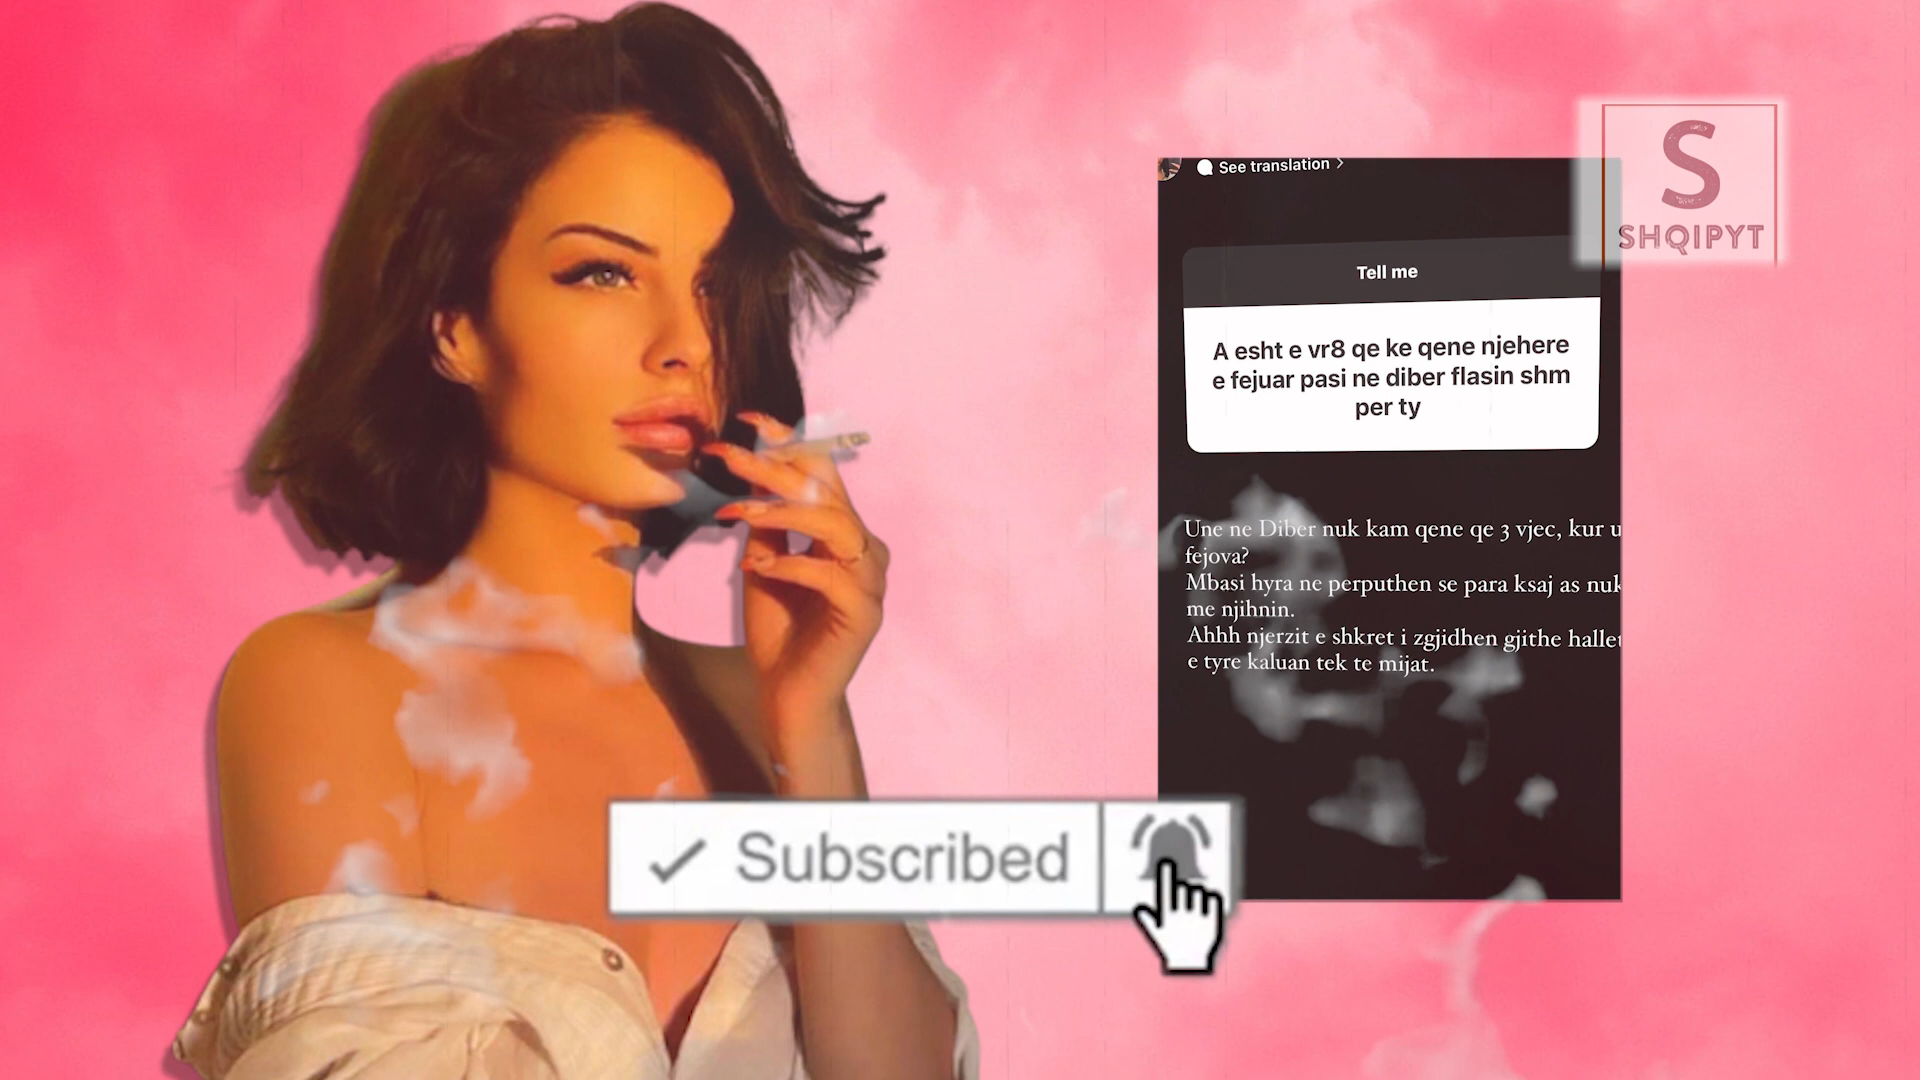 See translation
Tell me
A esht e vr8 qe ke qene njehere
e fejuar pasi ne diber flasin shm
per ty
Une ne Diber nuk kam qene qe 3 vjec, kur u
fejova?
Mbasi hyra ne perputhen se para ksaj as nuk
me njihnin.
Ahhh njerzit e shkret i zgjidhen gjithe hallet
e tyre kaluan tek te mijat.
S
SHQIPYT
Subscribed